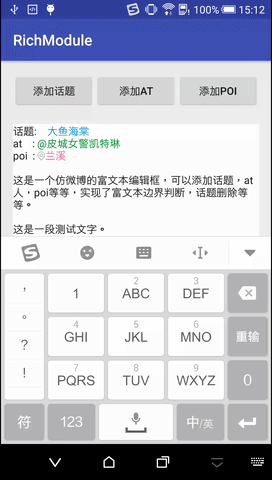 100% 15:12
RichModule
添加话题 添加AT 添加POI
话题: 大鱼海棠
at : @皮城女警凯特琳
poi : 兰溪
这是一个仿微博的富文本编辑框，可以添加话题，at
人，poi等等，实现了富文本边界判断，话题删除等
等。
这是一段测试文字。
， 1 2 ABC 3 DEF
。 4 GHI 5 JKL 6 MNO 重输
？
！ 7 PQRS 8 TUV 9 WXYZ 0
符 123 中/英